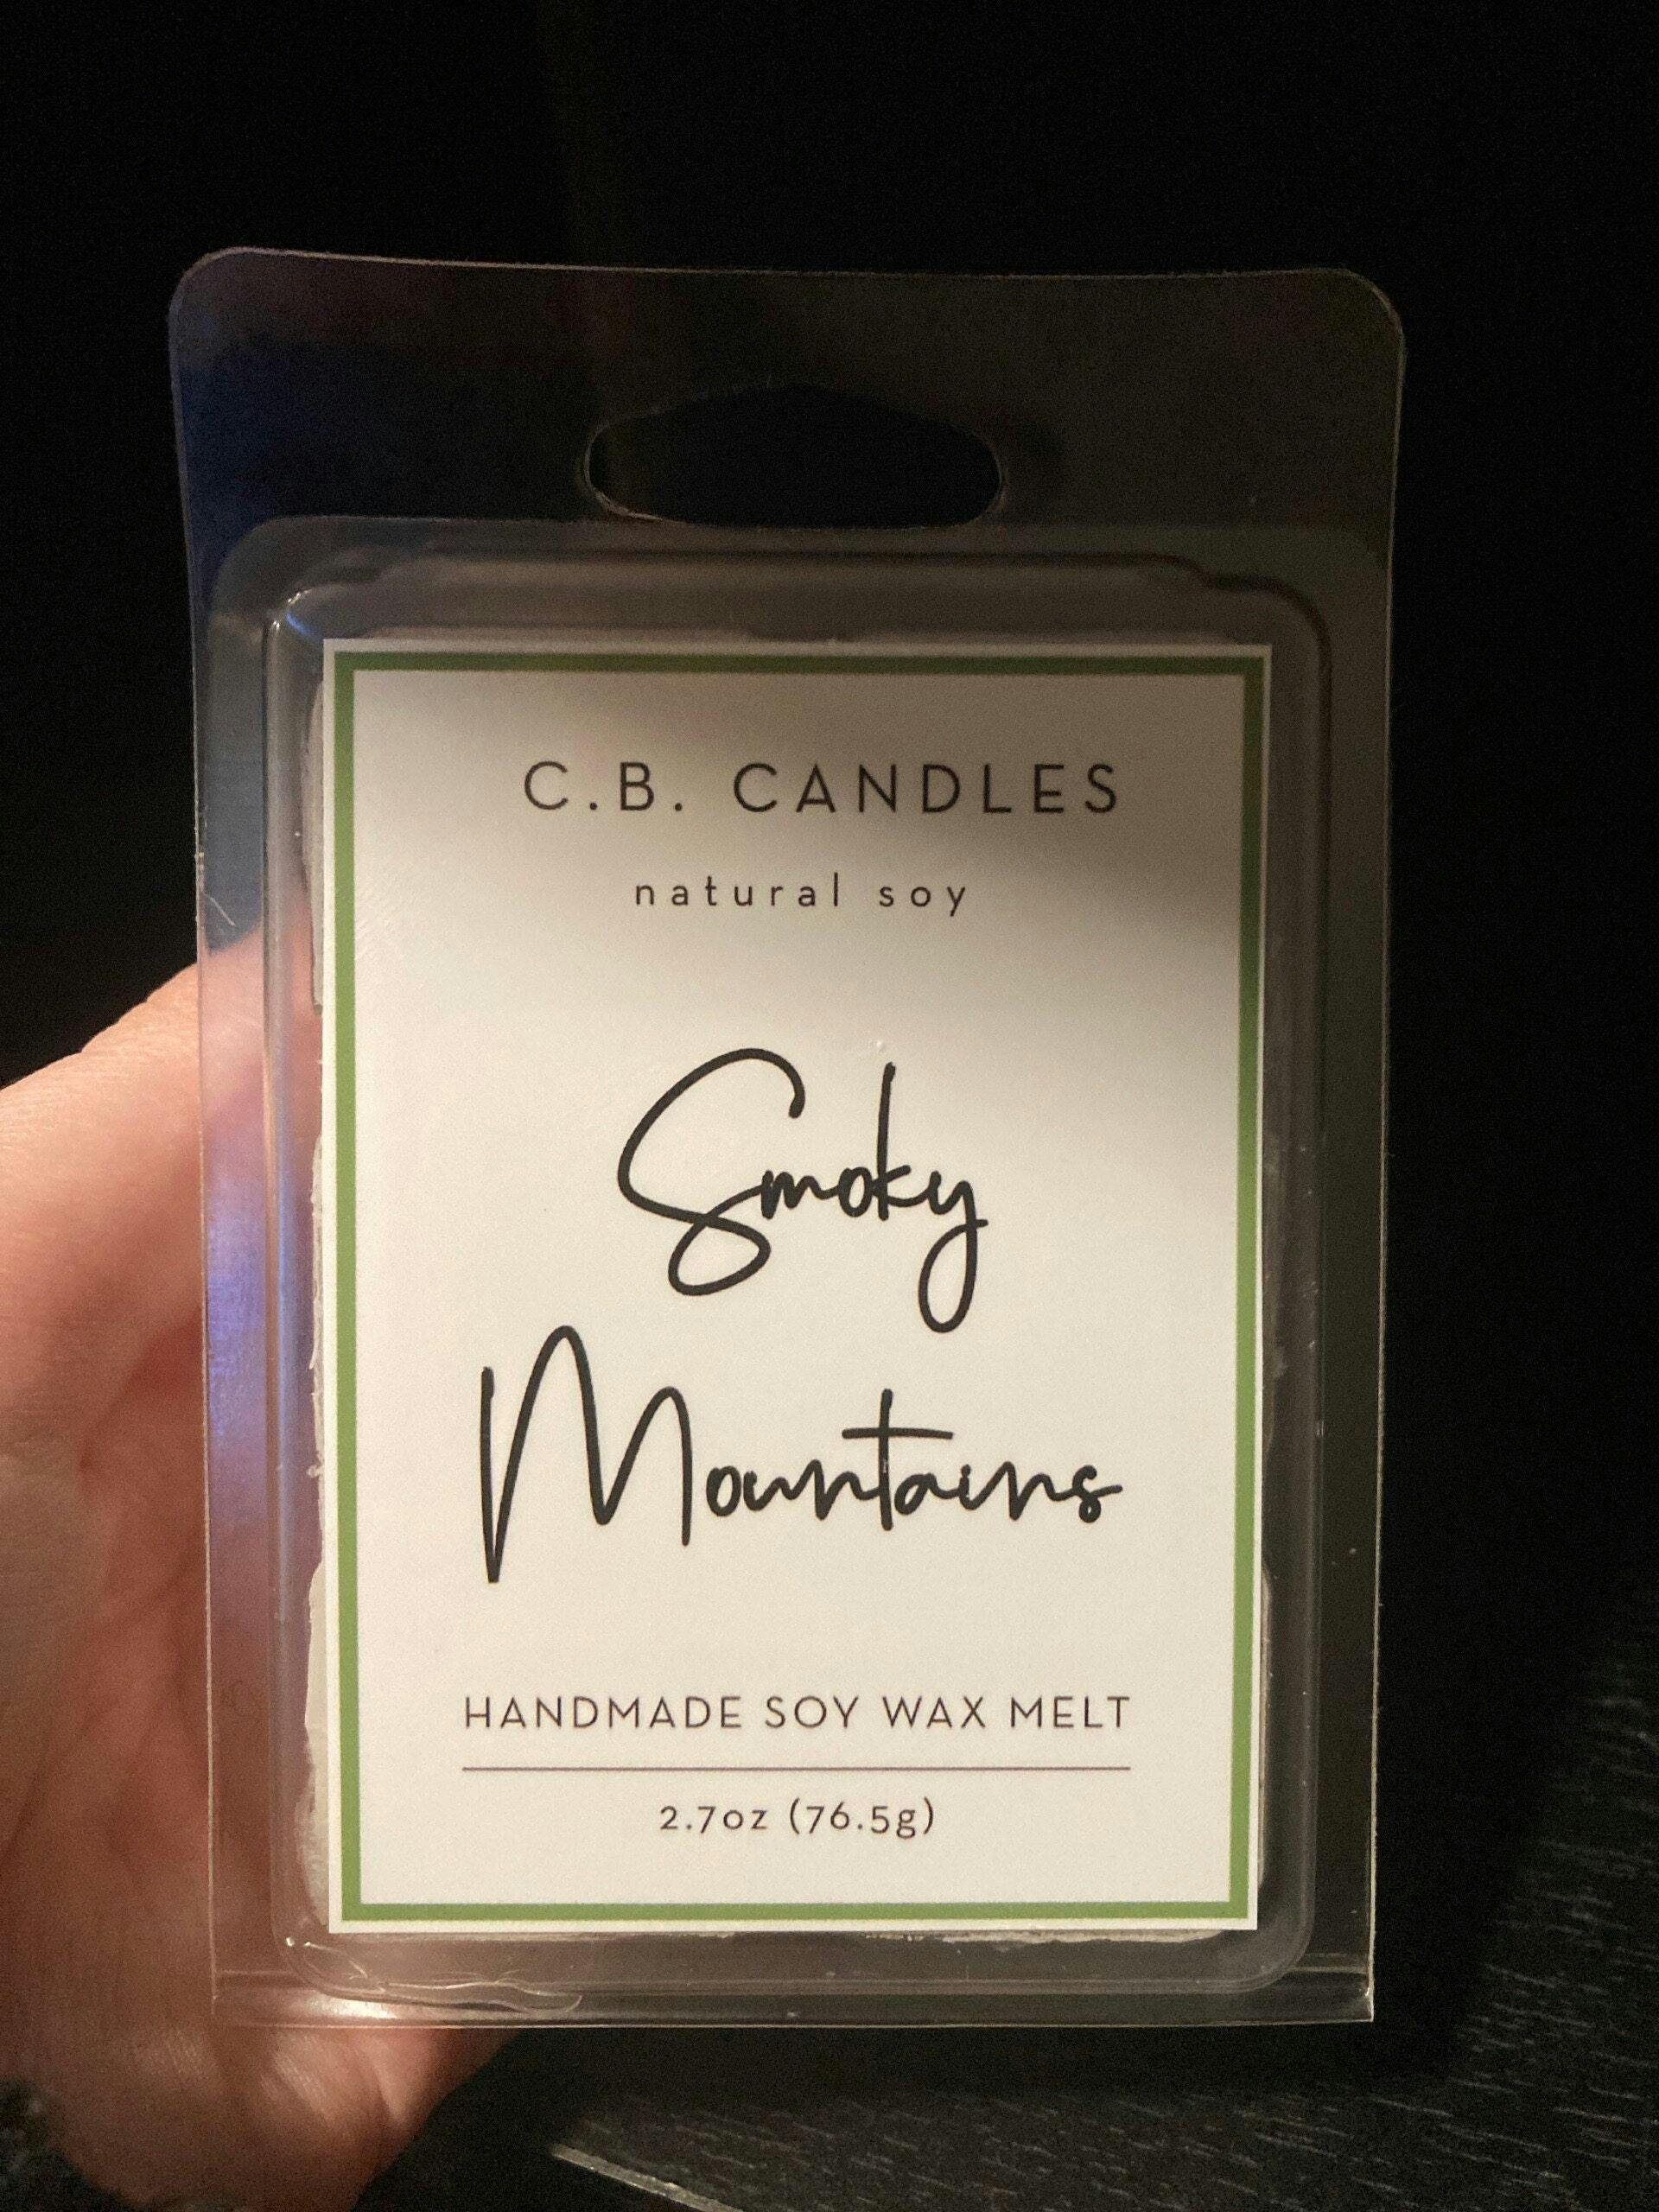 C.B. CANDLES
natural soy
Smoky
Mountains
HANDMADE SOY WAX MELT
2.7oz (76.5g)